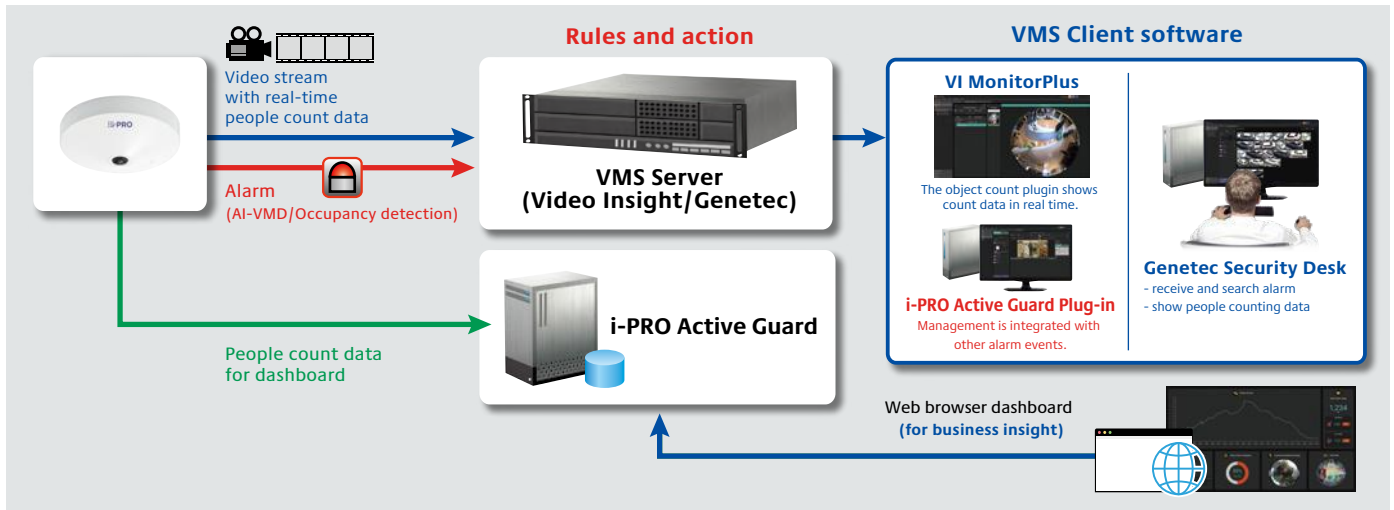 i-PRO
Video stream
with real-time
people count data
Alarm
(AI-VMD/Occupancy detection)
People count data
for dashboard
Rules and action
VMS Server
(Video Insight/Genetec)
i-PRO Active Guard
VMS Client software
VI MonitorPlus
The object count plugin shows
count data in real time.
i-PRO Active Guard Plug-in
Management is integrated with
other alarm events.
Genetec Security Desk
- receive and search alarm
- show people counting data
Web browser dashboard
(for business insight)
1,234